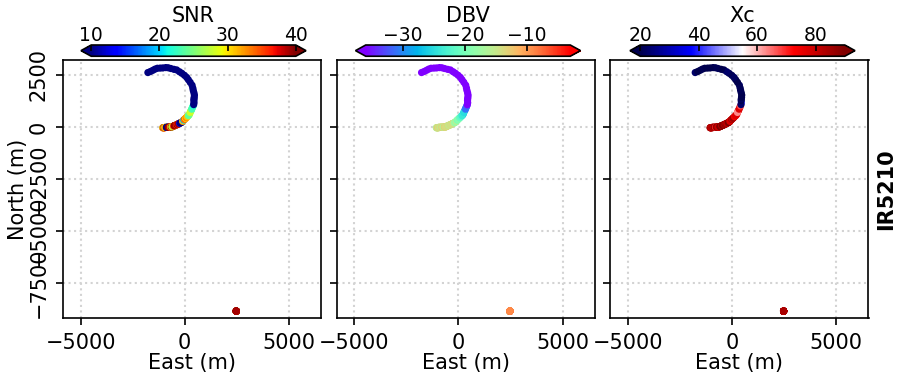 SNR DBV Xc
10 20 30 40 −30 −20 −10 20 40 60 80
2500
0
−2500
−5000
−7500
North (m)
−5000 0 5000 −5000 0 5000 −5000 0 5000
East (m) East (m) East (m)
IR5210